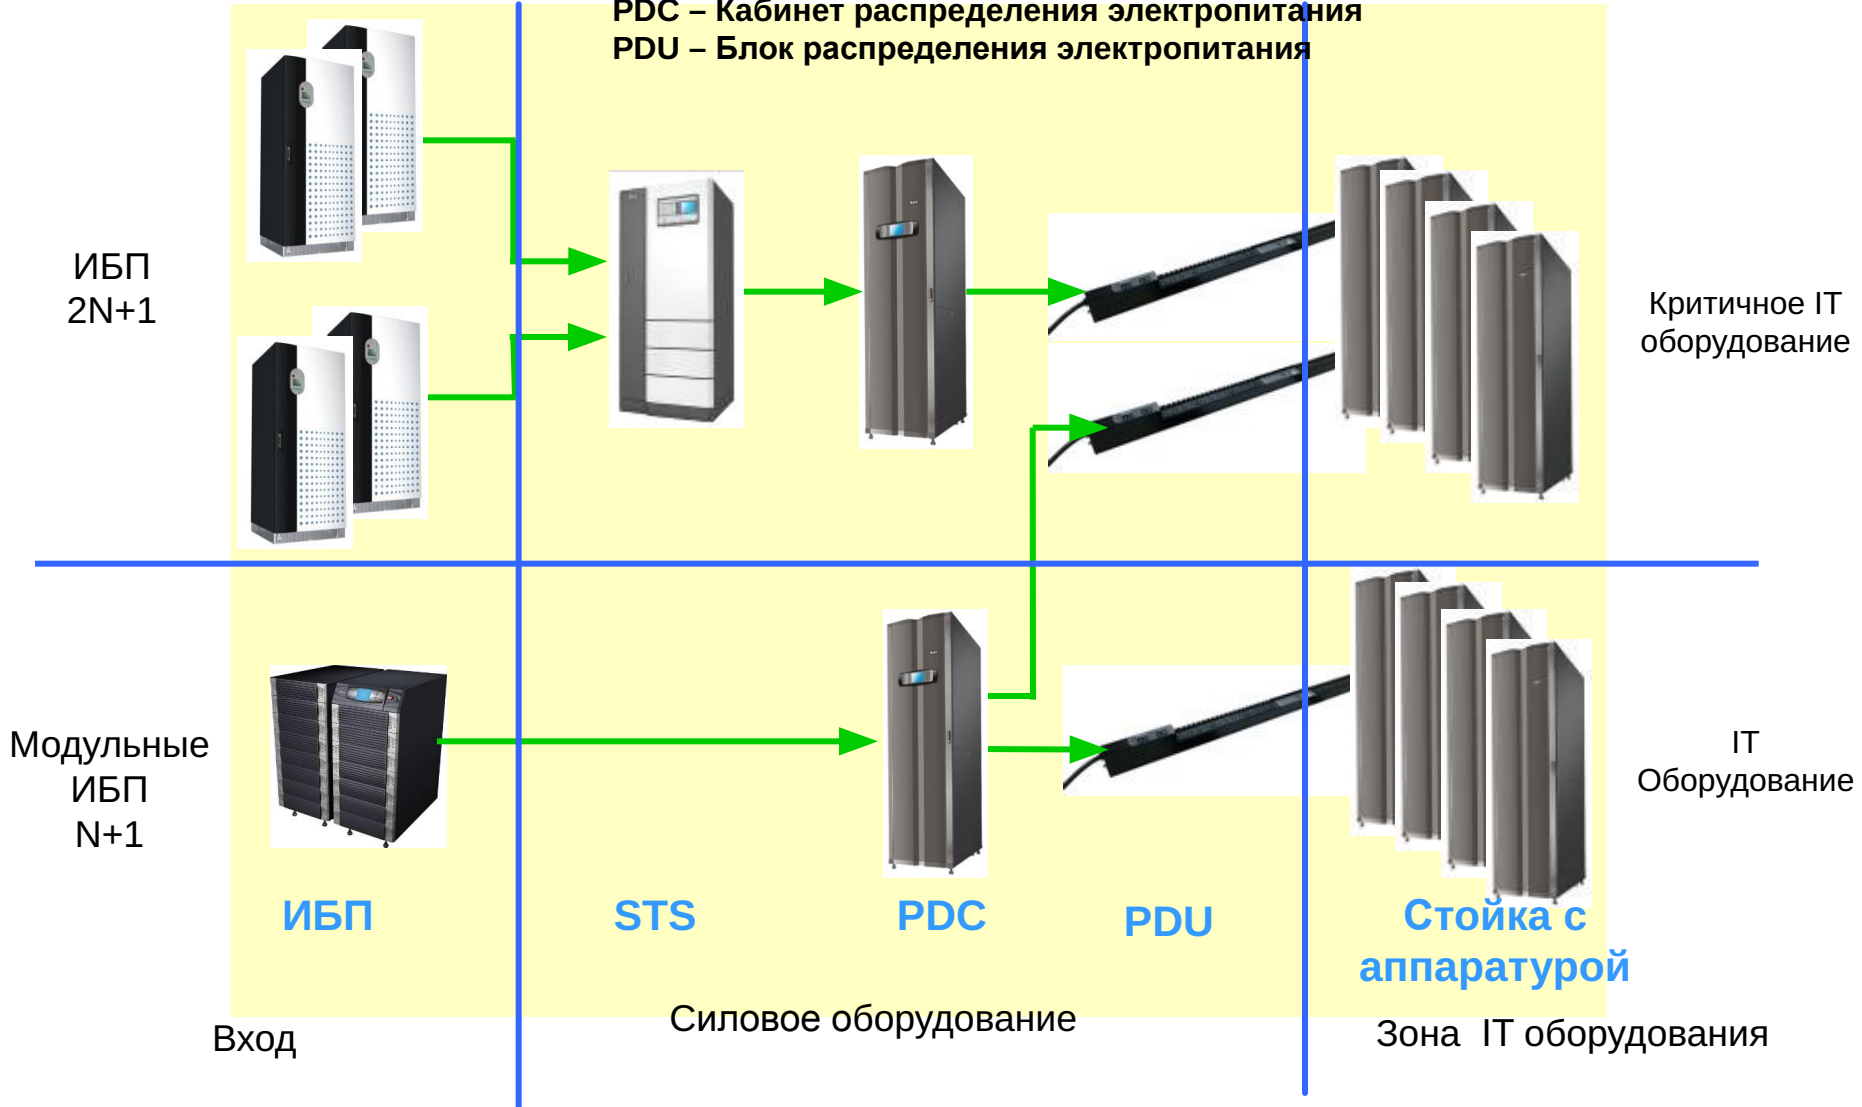 PDC – Кабинет распределения электропитания
PDU – Блок распределения электропитания
ИБП
2N+1
Критичное IT
оборудование
Модульные
ИБП
N+1
IT
Оборудование
ИБП
STS
PDC
PDU
Стойка с
аппаратурой
Вход
Силовое оборудование
Зона IT оборудования